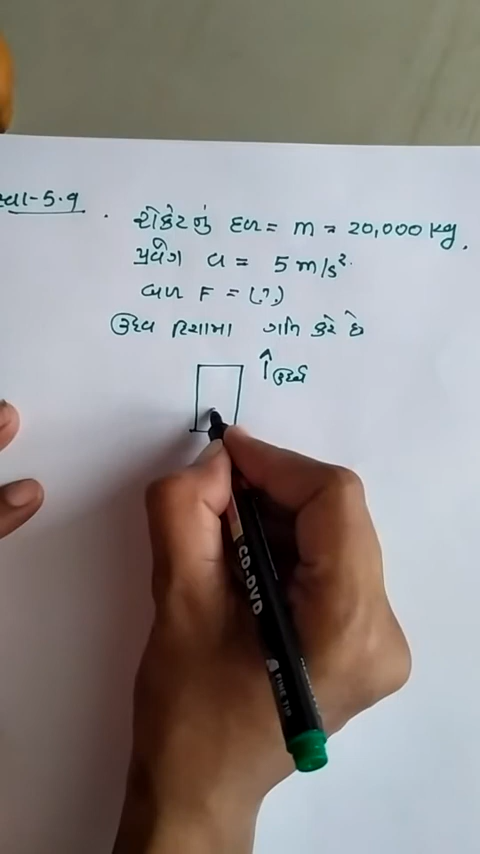 સ્વા-5.9
રોકેટનું દળ = m = 20,000 kg.
પ્રવેગ a = 5 m/s².
બળ F = (?)
ઉર્ધ્વ દિશામાં ગતિ કરે છે
↑ ઉર્ધ્વ
CD-DVD
FINE TIP